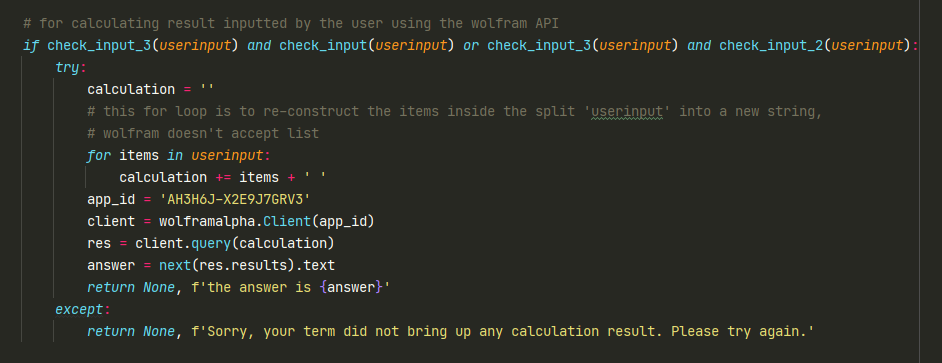 # for calculating result inputted by the user using the wolfram API
if check_input_3(userinput) and check_input(userinput) or check_input_3(userinput) and check_input_2(userinput):
    try:
        calculation = ''
        # this for loop is to re-construct the items inside the split 'userinput' into a new string,
        # wolfram doesn't accept list
        for items in userinput:
            calculation += items + ' '
        app_id = 'AH3H6J-X2E9J7GRV3'
        client = wolframalpha.Client(app_id)
        res = client.query(calculation)
        answer = next(res.results).text
        return None, f'the answer is {answer}'
    except:
        return None, f'Sorry, your term did not bring up any calculation result. Please try again.'